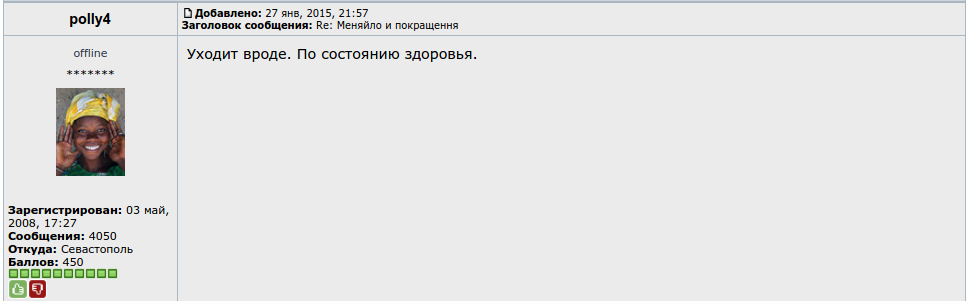 polly4
Добавлено: 27 янв, 2015, 21:57
Заголовок сообщения: Re: Меняйло и покращення
offline
*******
Уходит вроде. По состоянию здоровья.
Зарегистрирован: 03 май,
2008, 17:27
Сообщения: 4050
Откуда: Севастополь
Баллов: 450